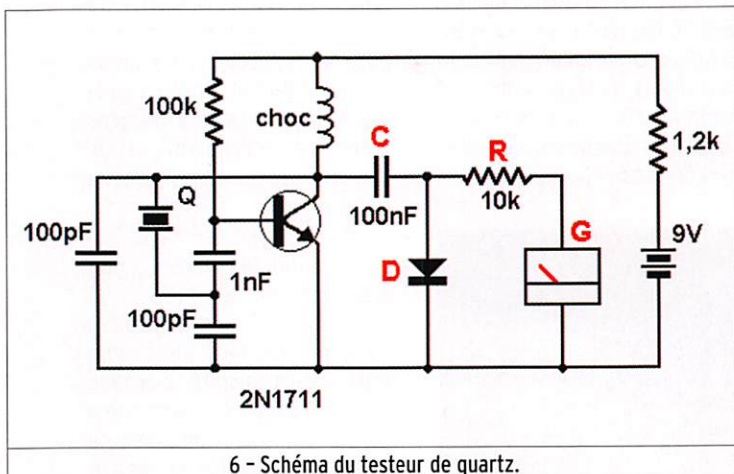 100k
choc
C
R
1,2k
Q
100pF
100nF
10k
G
9V
1nF
D
100pF
2N1711
6 – Schéma du testeur de quartz.